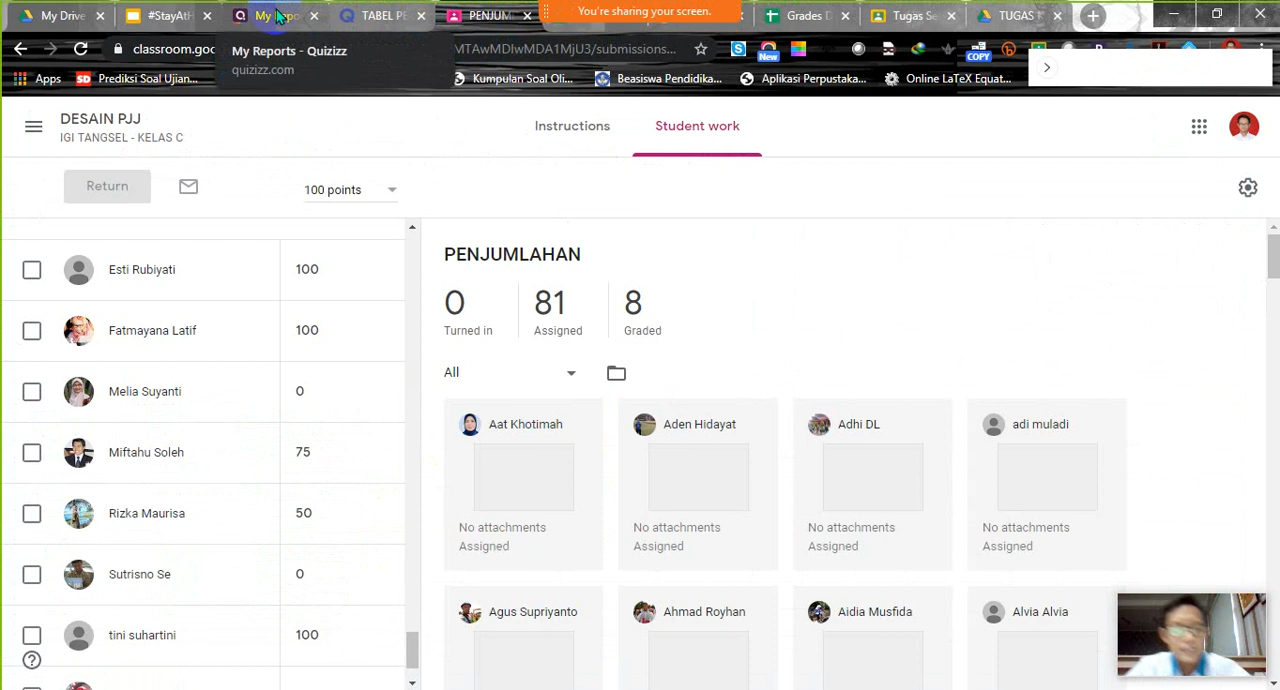 My Drive
#StayAtH
My Repo
TABEL PE
PENJUM
You're sharing your screen.
Grades D
Tugas Se
TUGAS
classroom.goo
MTAwMDIwMDA1MjU3/submissions...
New
COPY
My Reports - Quizizz
quizizz.com
Apps
Prediksi Soal Ujian...
Kumpulan Soal Oli...
Beasiswa Pendidika...
Aplikasi Perpustaka...
Online LaTeX Equat...
DESAIN PJJ
IGI TANGSEL - KELAS C
Instructions
Student work
Return
100 points
Esti Rubiyati
100
Fatmayana Latif
100
Melia Suyanti
0
Miftahu Soleh
75
Rizka Maurisa
50
Sutrisno Se
0
tini suhartini
100
PENJUMLAHAN
0
81
8
Turned in
Assigned
Graded
All
Aat Khotimah
Aden Hidayat
Adhi DL
adi muladi
No attachments
No attachments
No attachments
No attachments
Assigned
Assigned
Assigned
Assigned
Agus Supriyanto
Ahmad Royhan
Aidia Musfida
Alvia Alvia